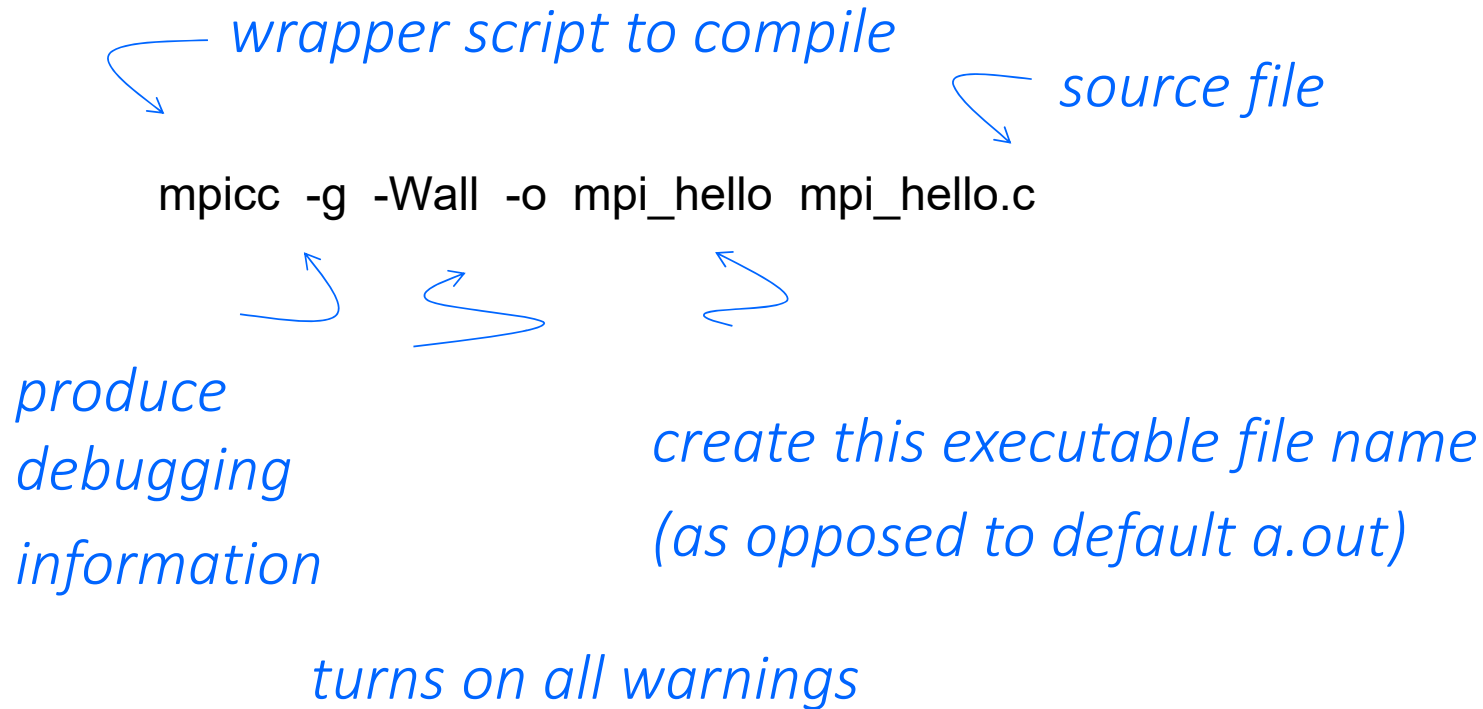 wrapper script to compile
source file
mpicc -g -Wall -o mpi_hello mpi_hello.c
produce
debugging
information
create this executable file name
(as opposed to default a.out)
turns on all warnings